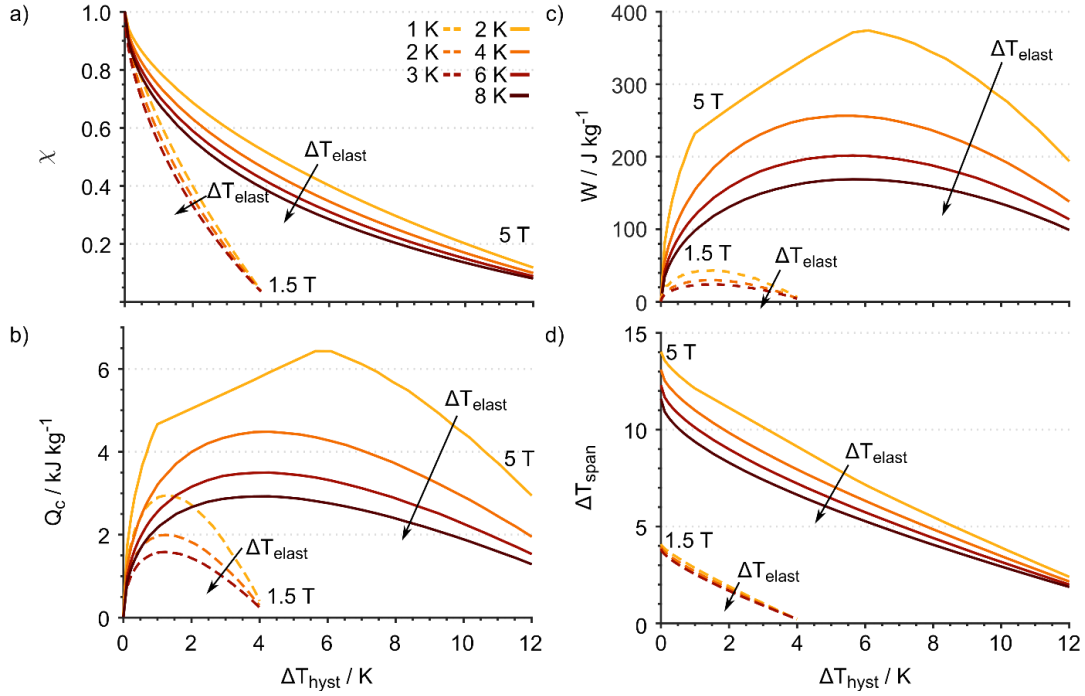 a)
χ
1.0
0.8
0.6
0.4
0.2
1 K 2 K
2 K 4 K
3 K 6 K
8 K
ΔT_elast
ΔT_elast
5 T
1.5 T
c)
W / J kg⁻¹
400
300
200
100
0
5 T
ΔT_elast
1.5 T
ΔT_elast
b)
Q_c / kJ kg⁻¹
6
4
2
0
ΔT_elast
5 T
ΔT_elast
1.5 T
0 2 4 6 8 10 12
ΔT_hyst / K
d)
ΔT_span
15
10
5
0
5 T
ΔT_elast
1.5 T
ΔT_elast
0 2 4 6 8 10 12
ΔT_hyst / K